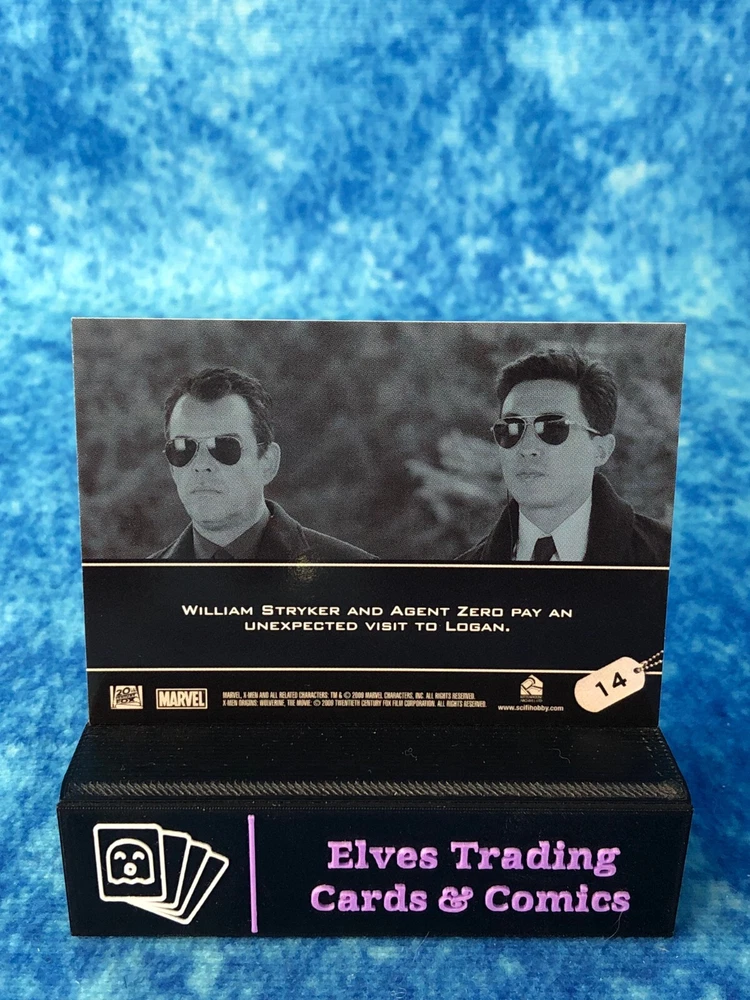 WILLIAM STRYKER AND AGENT ZERO PAY AN
UNEXPECTED VISIT TO LOGAN.
20
FOX
MARVEL
MARVEL, X-MEN AND ALL RELATED CHARACTERS: TM & © 2009 MARVEL CHARACTERS, INC. ALL RIGHTS RESERVED.
X-MEN ORIGINS: WOLVERINE, THE MOVIE: © 2009 TWENTIETH CENTURY FOX FILM CORPORATION. ALL RIGHTS RESERVED.
www.scifihobby.com
14
Elves Trading
Cards & Comics